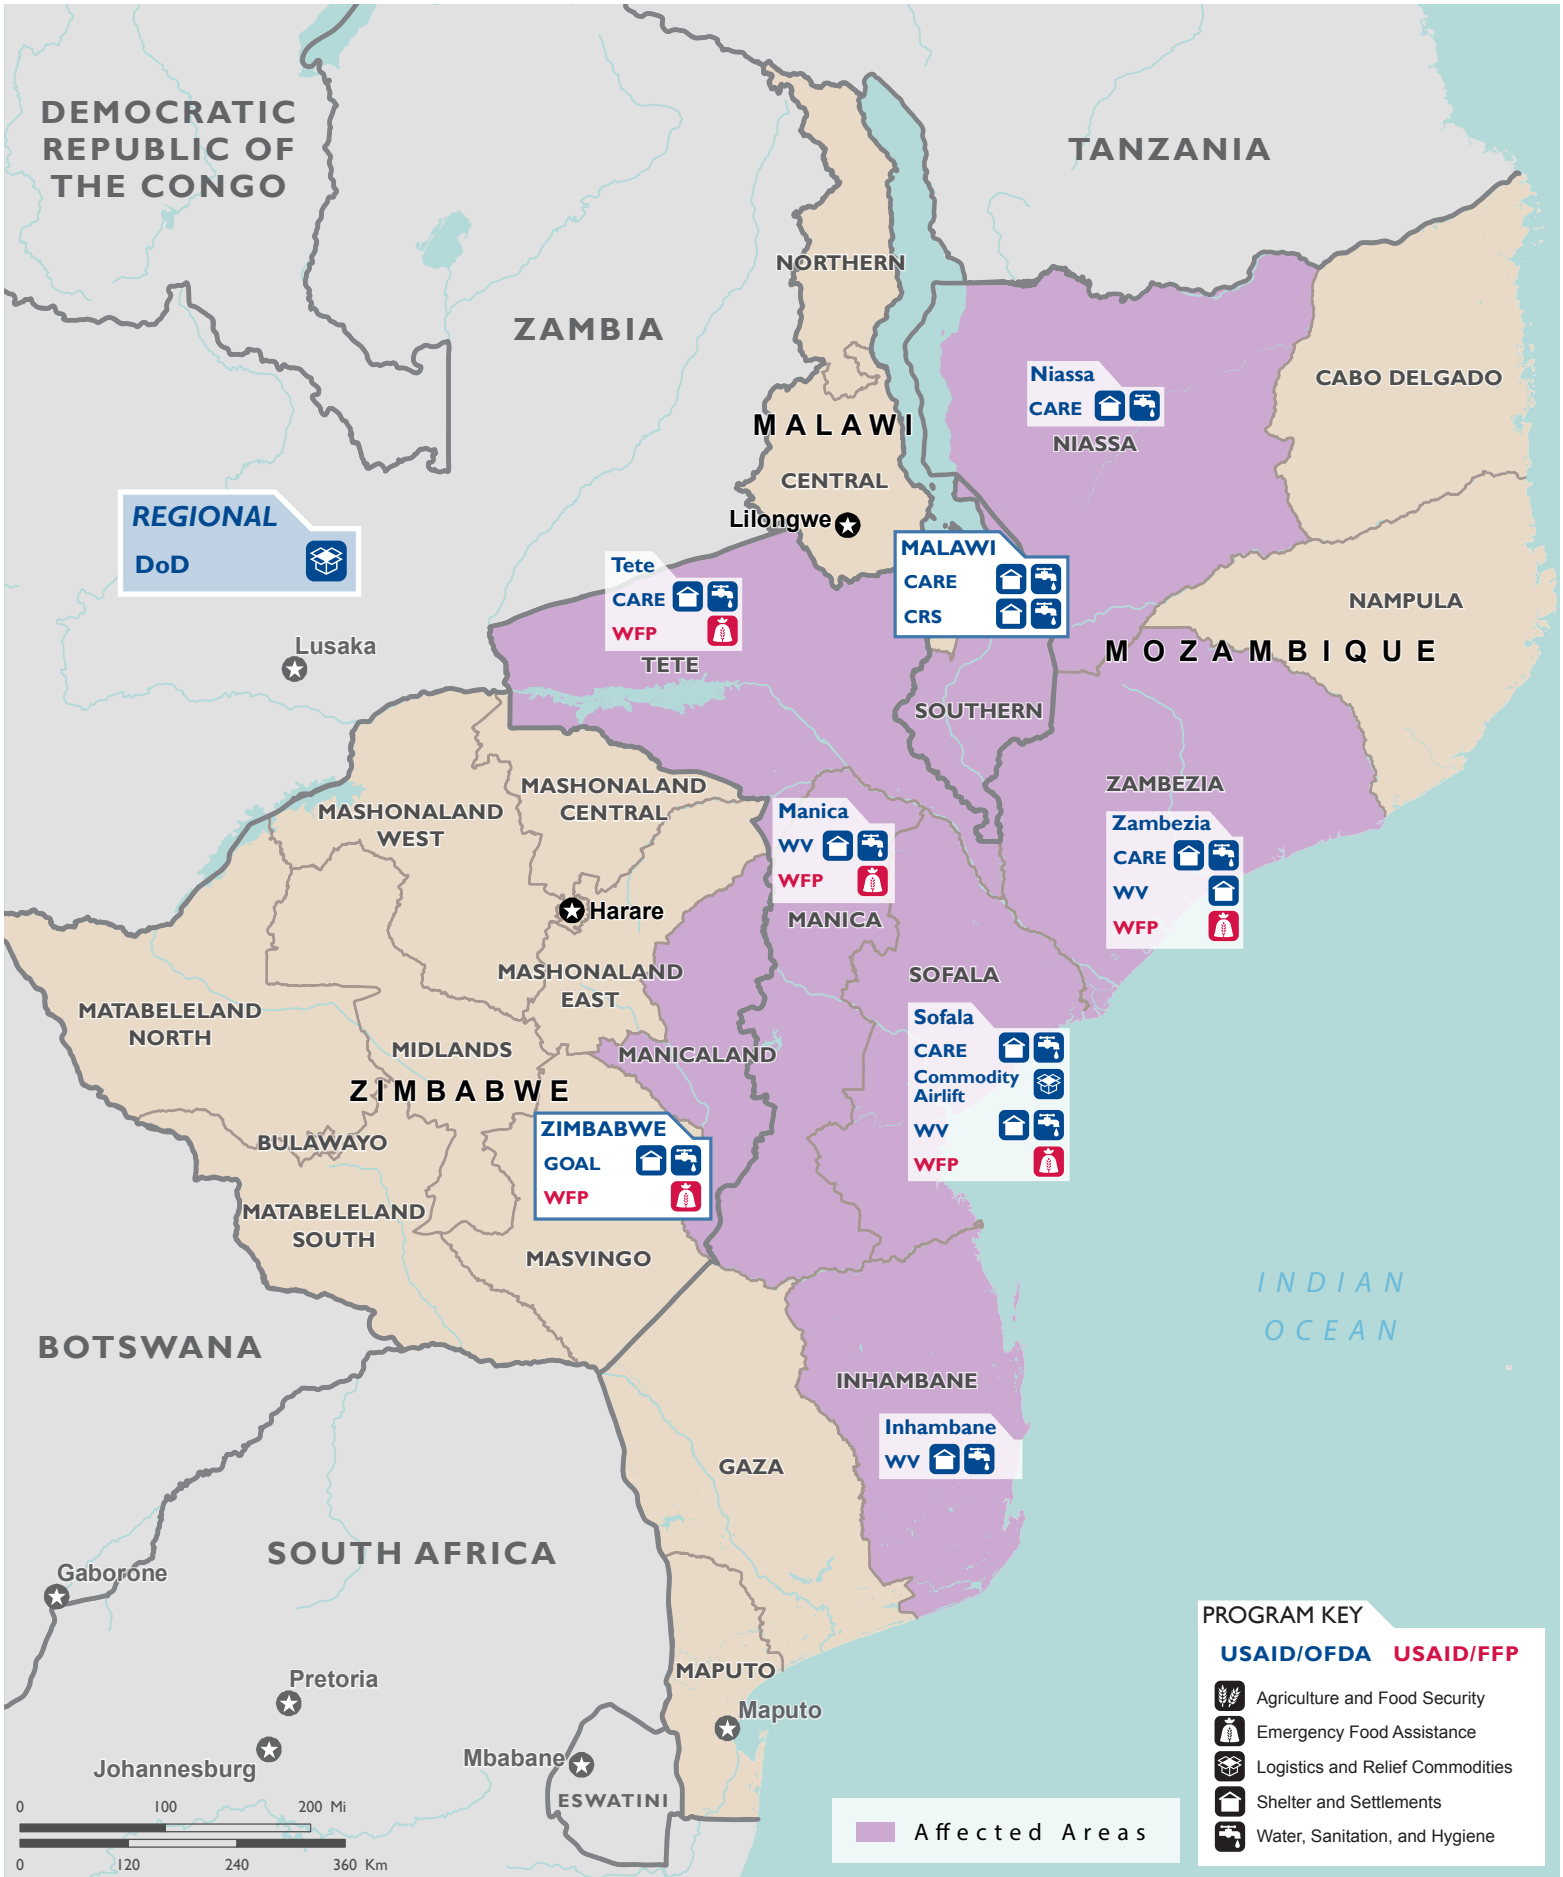 DEMOCRATIC
REPUBLIC OF
THE CONGO
TANZANIA
NORTHERN
ZAMBIA
Niassa
CARE
NIASSA
CABO DELGADO
MALAWI
CENTRAL
Lilongwe
REGIONAL
DoD
Tete
CARE
WFP
TETE
MALAWI
CARE
CRS
NAMPULA
MOZAMBIQUE
Lusaka
SOUTHERN
MASHONALAND
CENTRAL
MASHONALAND
WEST
ZAMBEZIA
Manica
WV
WFP
MANICA
Zambezia
CARE
WV
WFP
Harare
MASHONALAND
EAST
SOFALA
MATABELELAND
NORTH
MIDLANDS
MANICALAND
Sofala
CARE
Commodity
Airlift
WV
WFP
ZIMBABWE
BULAWAYO
ZIMBABWE
GOAL
WFP
MATABELELAND
SOUTH
MASVINGO
INDIAN
OCEAN
BOTSWANA
INHAMBANE
Inhambane
WV
GAZA
SOUTH AFRICA
Gaborone
Pretoria
Johannesburg
MAPUTO
Maputo
Mbabane
ESWATINI
0 100 200 Mi
0 120 240 360 Km
Affected Areas
PROGRAM KEY
USAID/OFDA USAID/FFP
Agriculture and Food Security
Emergency Food Assistance
Logistics and Relief Commodities
Shelter and Settlements
Water, Sanitation, and Hygiene